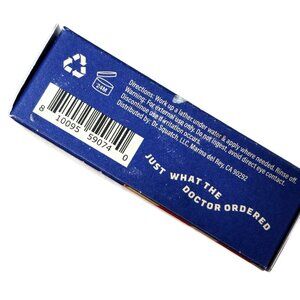 Directions: Work up a lather under water & apply where needed. Rinse off.
Warning: For external use only. Do not ingest, avoid direct eye contact.
Discontinue use if irritation occurs.
Distributed by: Dr. Squatch, LLC, Marina del Rey, CA 90292
24M
8 10095 59074 0
JUST WHAT THE
DOCTOR ORDERED